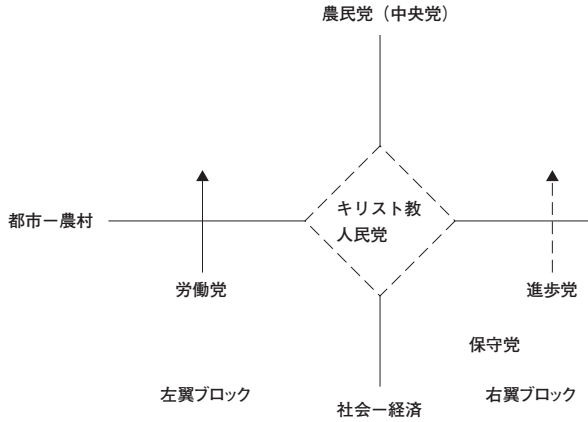 農民党（中央党）
キリスト教
人民党
都市ー農村
労働党
進歩党
保守党
左翼ブロック
右翼ブロック
社会ー経済